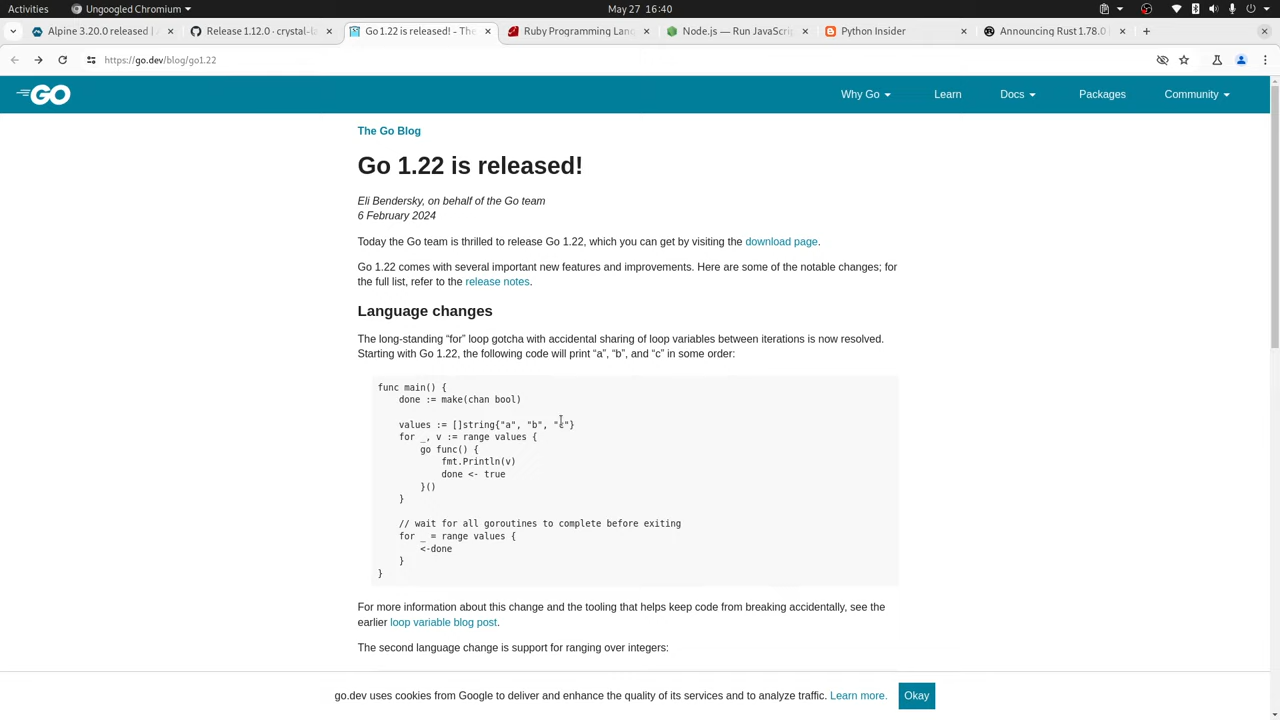 Activities
Ungoogled Chromium
May 27 16:40
Alpine 3.20.0 released |
Release 1.12.0 · crystal-la
Go 1.22 is released! - The
Ruby Programming Lang
Node.js — Run JavaScrip
Python Insider
Announcing Rust 1.78.0
https://go.dev/blog/go1.22
GO
Why Go
Learn
Docs
Packages
Community
The Go Blog
Go 1.22 is released!
Eli Bendersky, on behalf of the Go team
6 February 2024
Today the Go team is thrilled to release Go 1.22, which you can get by visiting the download page.
Go 1.22 comes with several important new features and improvements. Here are some of the notable changes; for
the full list, refer to the release notes.
Language changes
The long-standing “for” loop gotcha with accidental sharing of loop variables between iterations is now resolved.
Starting with Go 1.22, the following code will print “a”, “b”, and “c” in some order:
func main() {
    done := make(chan bool)
    values := []string{"a", "b", "c"}
    for _, v := range values {
        go func() {
            fmt.Println(v)
            done <- true
        }()
    }
    // wait for all goroutines to complete before exiting
    for _ = range values {
        <-done
    }
}
For more information about this change and the tooling that helps keep code from breaking accidentally, see the
earlier loop variable blog post.
The second language change is support for ranging over integers:
go.dev uses cookies from Google to deliver and enhance the quality of its services and to analyze traffic. Learn more.
Okay